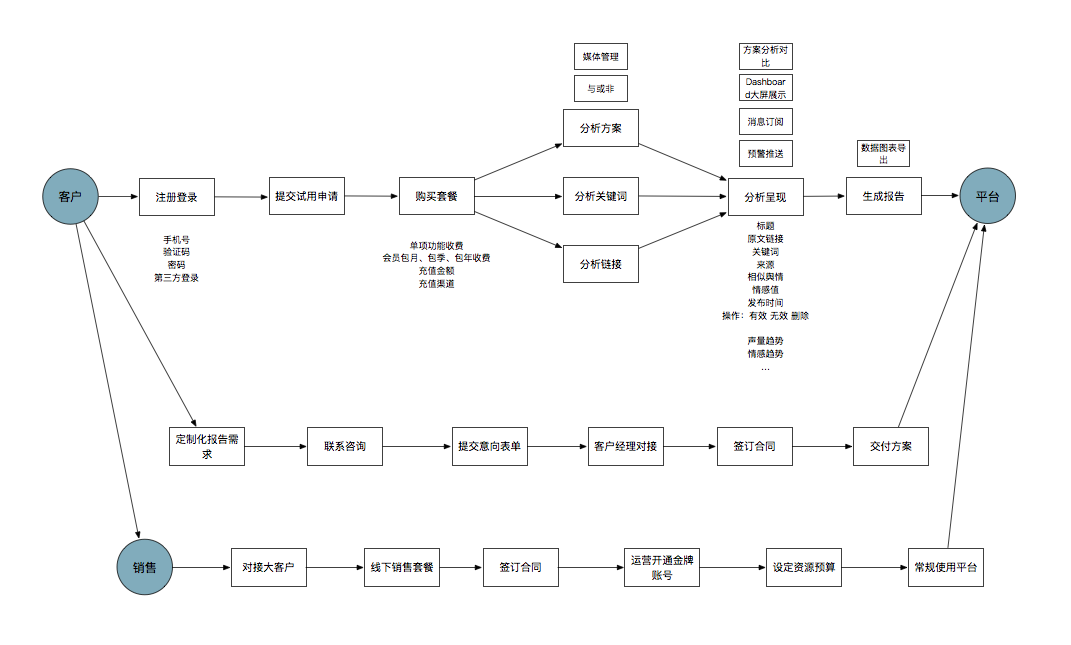 媒体管理
与或非
分析方案
方案分析对
比
Dashboar
d大屏展示
消息订阅
预警推送
数据图表导
出
客户
注册登录
提交试用申请
购买套餐
分析关键词
分析呈现
生成报告
平台
手机号
验证码
密码
第三方登录
单项功能收费
会员包月、包季、包年收费
充值金额
充值渠道
分析链接
标题
原文链接
关键词
来源
相似舆情
情感值
发布时间
操作：有效 无效 删除
声量趋势
情感趋势
...
定制化报告需
求
联系咨询
提交意向表单
客户经理对接
签订合同
交付方案
销售
对接大客户
线下销售套餐
签订合同
运营开通金牌
账号
设定资源预算
常规使用平台